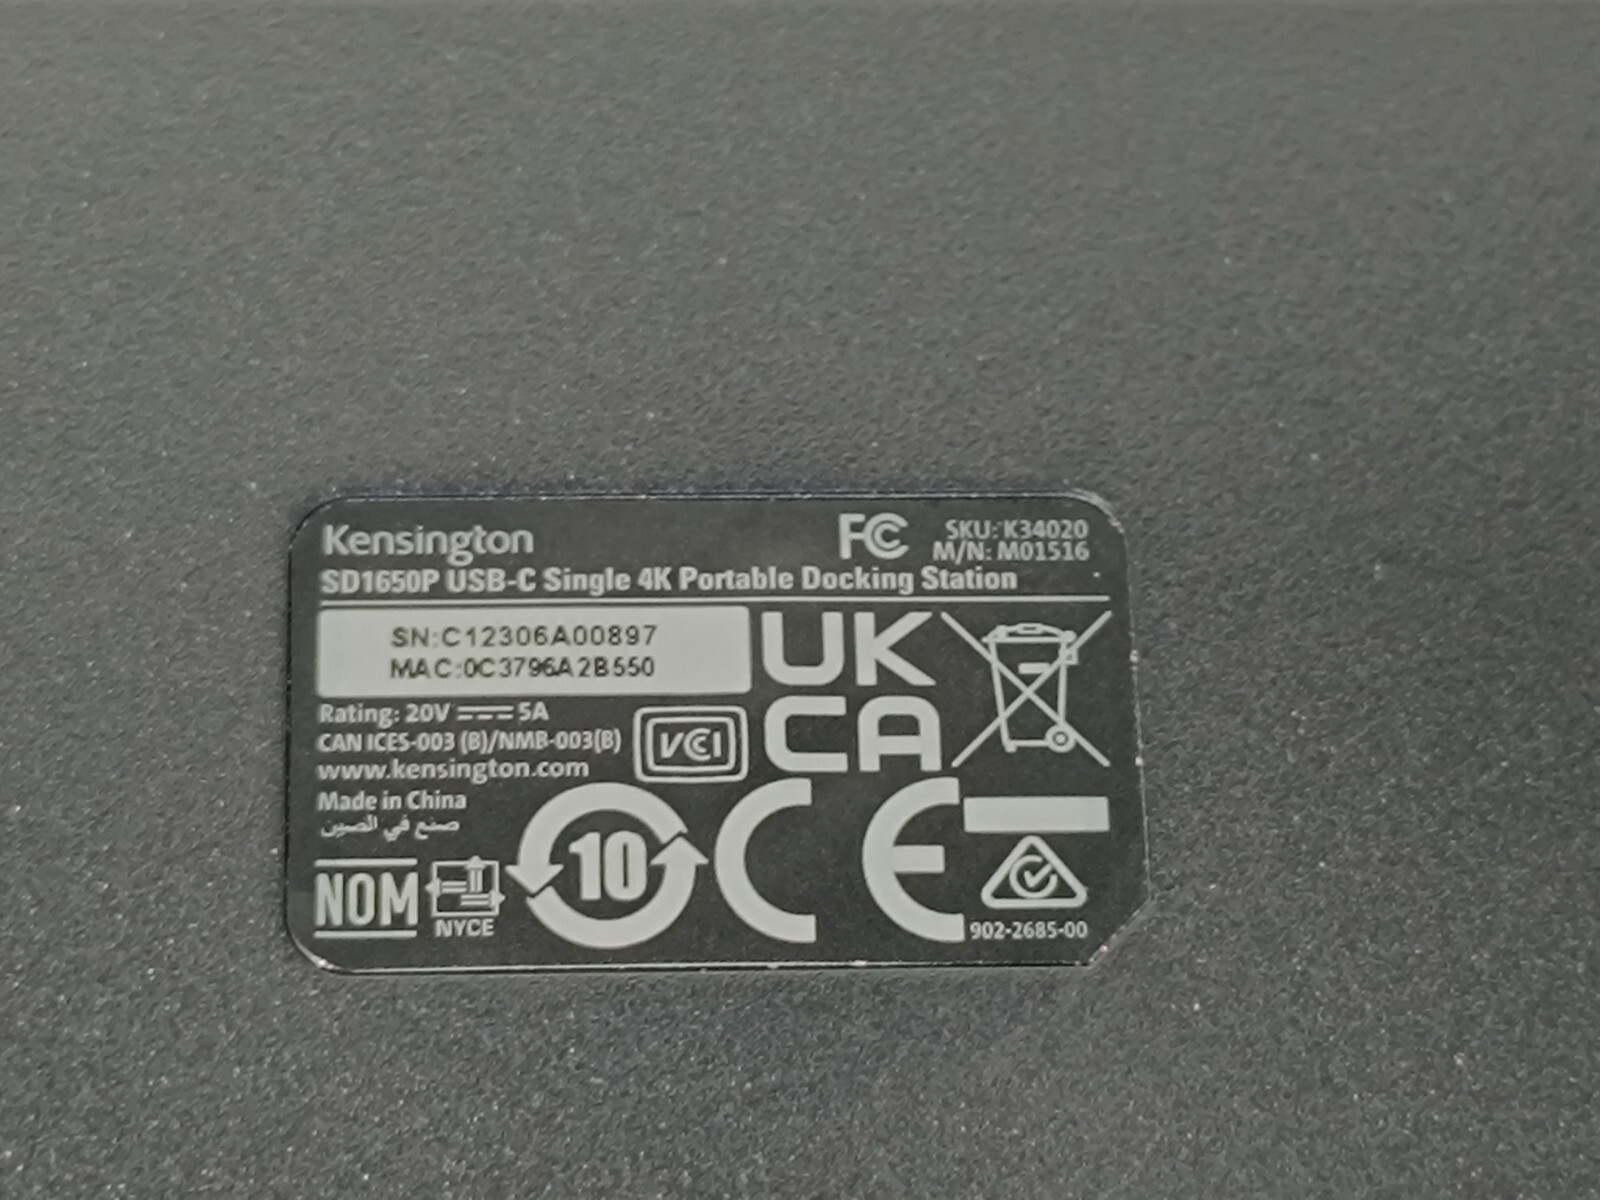 Kensington
FC
SKU: K34020
M/N: M01516
SD1650P USB-C Single 4K Portable Docking Station
SN:C12306A00897
MAC:0C3796A2B550
UK
CA
Rating: 20V ⎓ 5A
CAN ICES-003 (B)/NMB-003(B)
www.kensington.com
VCCI
Made in China
صنع في الصين
NOM
NYCE
10
CE
902-2685-00